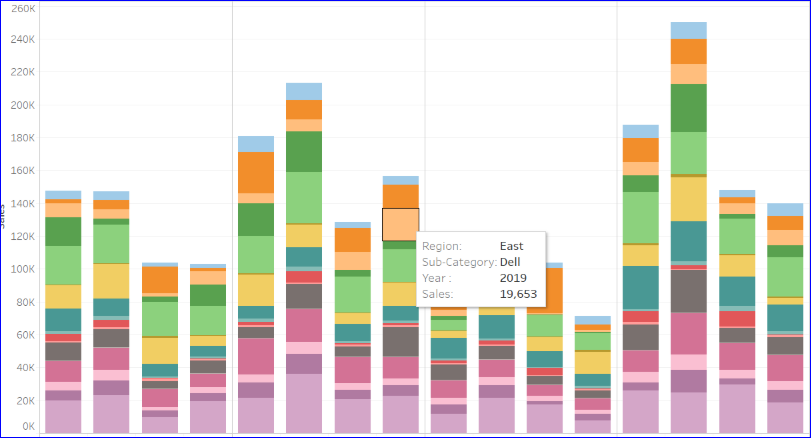 260K
240K
220K
200K
180K
160K
140K
120K
100K
80K
60K
40K
20K
0K
Sales
Region: East
Sub-Category: Dell
Year : 2019
Sales: 19,653